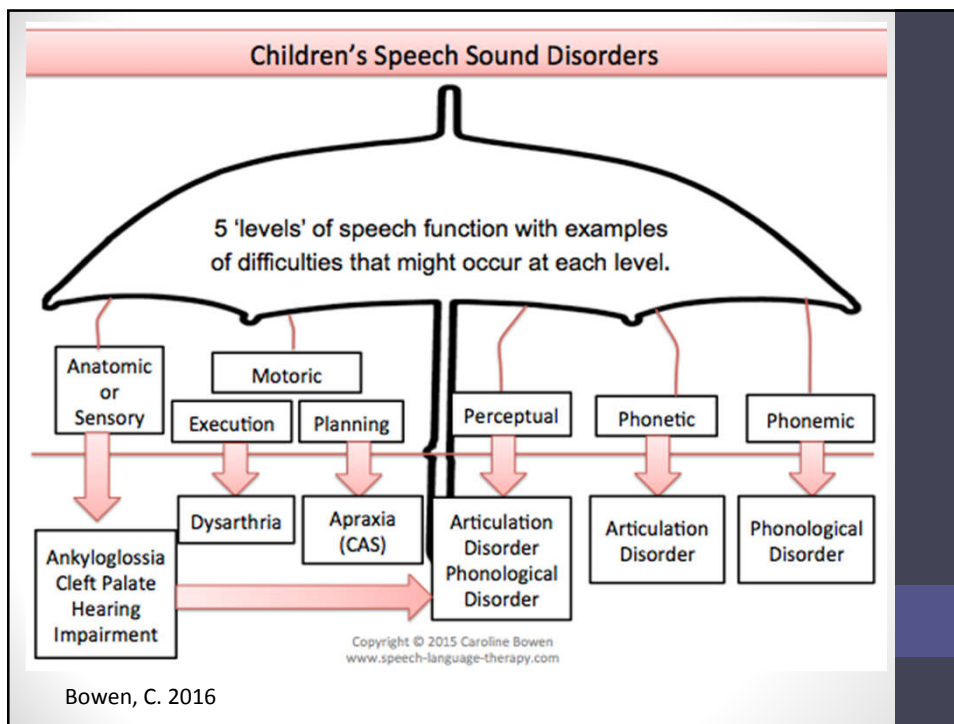 Children's Speech Sound Disorders
5 'levels' of speech function with examples
of difficulties that might occur at each level.
Anatomic
or
Sensory
Motoric
Execution
Planning
Perceptual
Phonetic
Phonemic
Ankyloglossia
Cleft Palate
Hearing
Impairment
Dysarthria
Apraxia
(CAS)
Articulation
Disorder
Phonological
Disorder
Articulation
Disorder
Phonological
Disorder
Copyright © 2015 Caroline Bowen
www.speech-language-therapy.com
Bowen, C. 2016